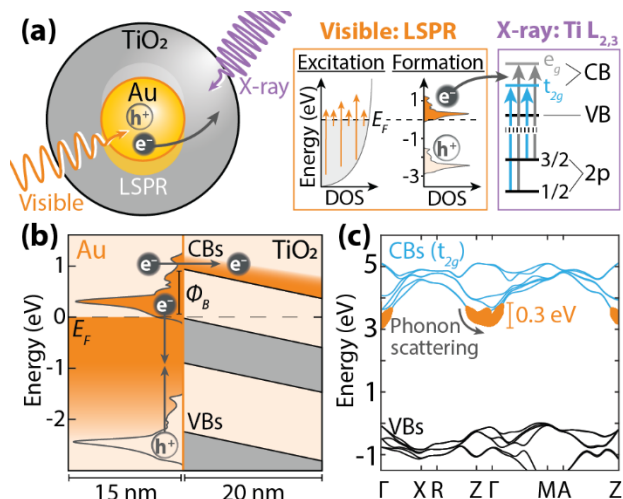 (a)
TiO₂
X-ray
Au
h⁺
e⁻
LSPR
Visible
Visible: LSPR
Excitation
Formation
Energy (eV)
E_F
DOS
e⁻
1
-1
-3
h⁺
DOS
X-ray: Ti L₂,₃
e_g
t₂g
CB
VB
3/2
1/2
2p
(b)
Au
CBs
TiO₂
e⁻
e⁻
e⁻
Φ_B
E_F
h⁺
VBs
Energy (eV)
1
0
-1
-2
15 nm
20 nm
(c)
CBs (t₂g)
0.3 eV
Phonon
scattering
VBs
Energy (eV)
5
3
1
-1
Γ X R Z Γ M A Z